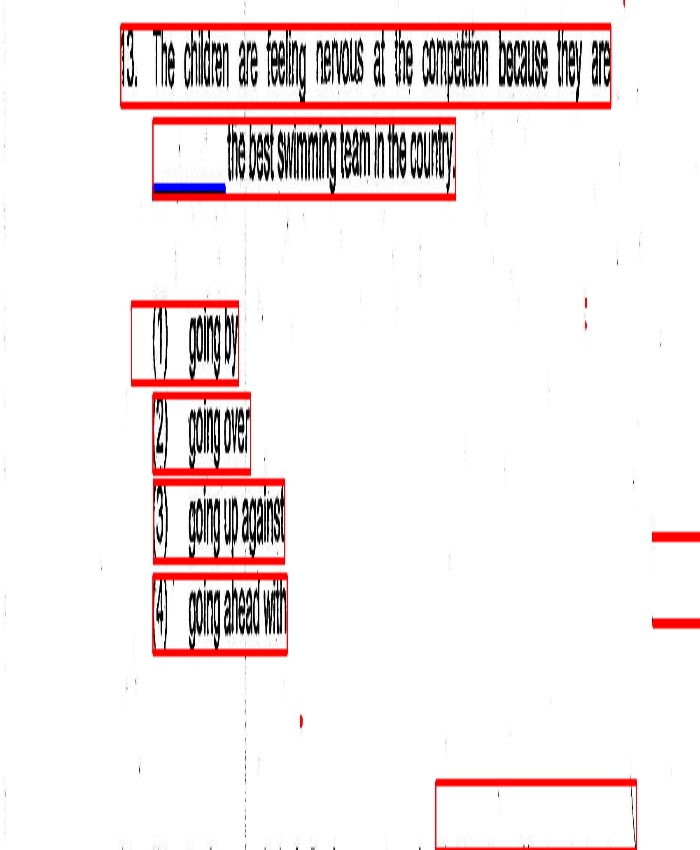 13. The children are feeling nervous at the competition because they are
the best swimming team in the country.
(1) going by
(2) going over
(3) going up against
(4) going ahead with